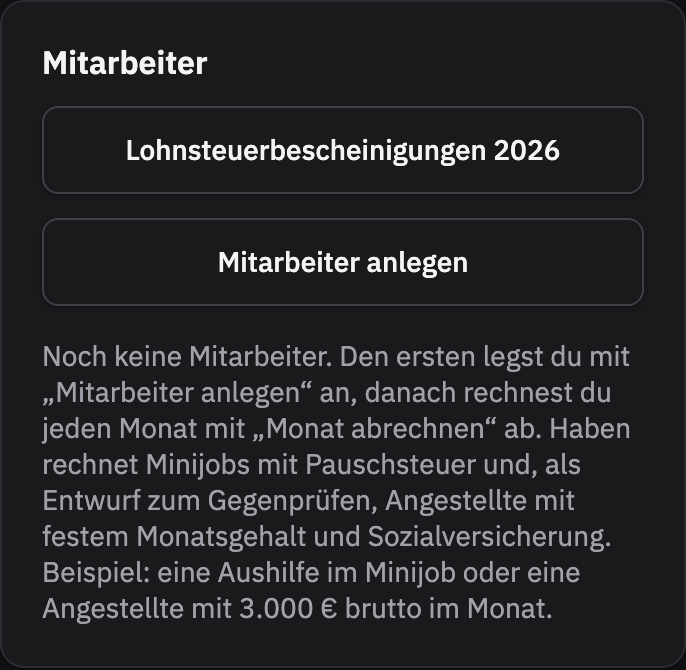 Mitarbeiter
Lohnsteuerbescheinigungen 2026
Mitarbeiter anlegen
Noch keine Mitarbeiter. Den ersten legst du mit
„Mitarbeiter anlegen“ an, danach rechnest du
jeden Monat mit „Monat abrechnen“ ab. Haben
rechnet Minijobs mit Pauschsteuer und, als
Entwurf zum Gegenprüfen, Angestellte mit
festem Monatsgehalt und Sozialversicherung.
Beispiel: eine Aushilfe im Minijob oder eine
Angestellte mit 3.000 € brutto im Monat.